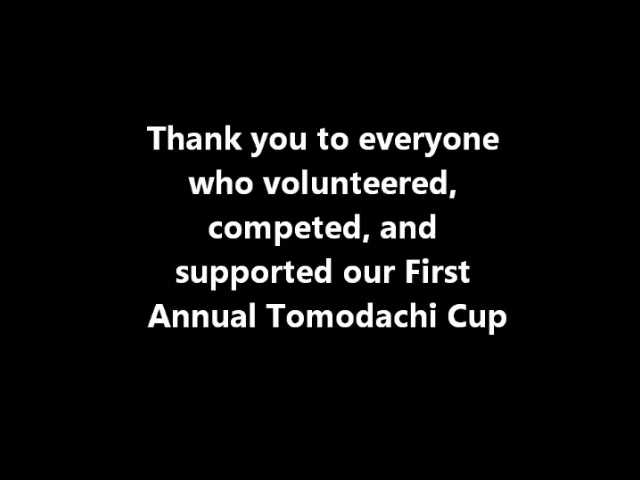 Thank you to everyone
who volunteered,
competed, and
supported our First
Annual Tomodachi Cup